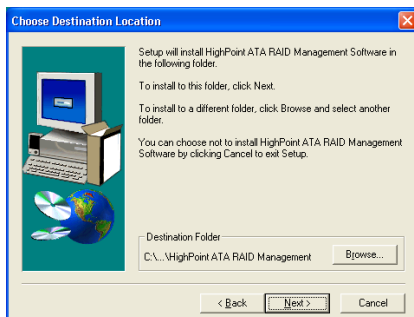 Choose Destination Location
Setup will install HighPoint ATA RAID Management Software in
the following folder.
To install to this folder, click Next.
To install to a different folder, click Browse and select another
folder.
You can choose not to install HighPoint ATA RAID Management
Software by clicking Cancel to exit Setup.
Destination Folder
C:\...\HighPoint ATA RAID Management
Browse...
< Back
Next >
Cancel